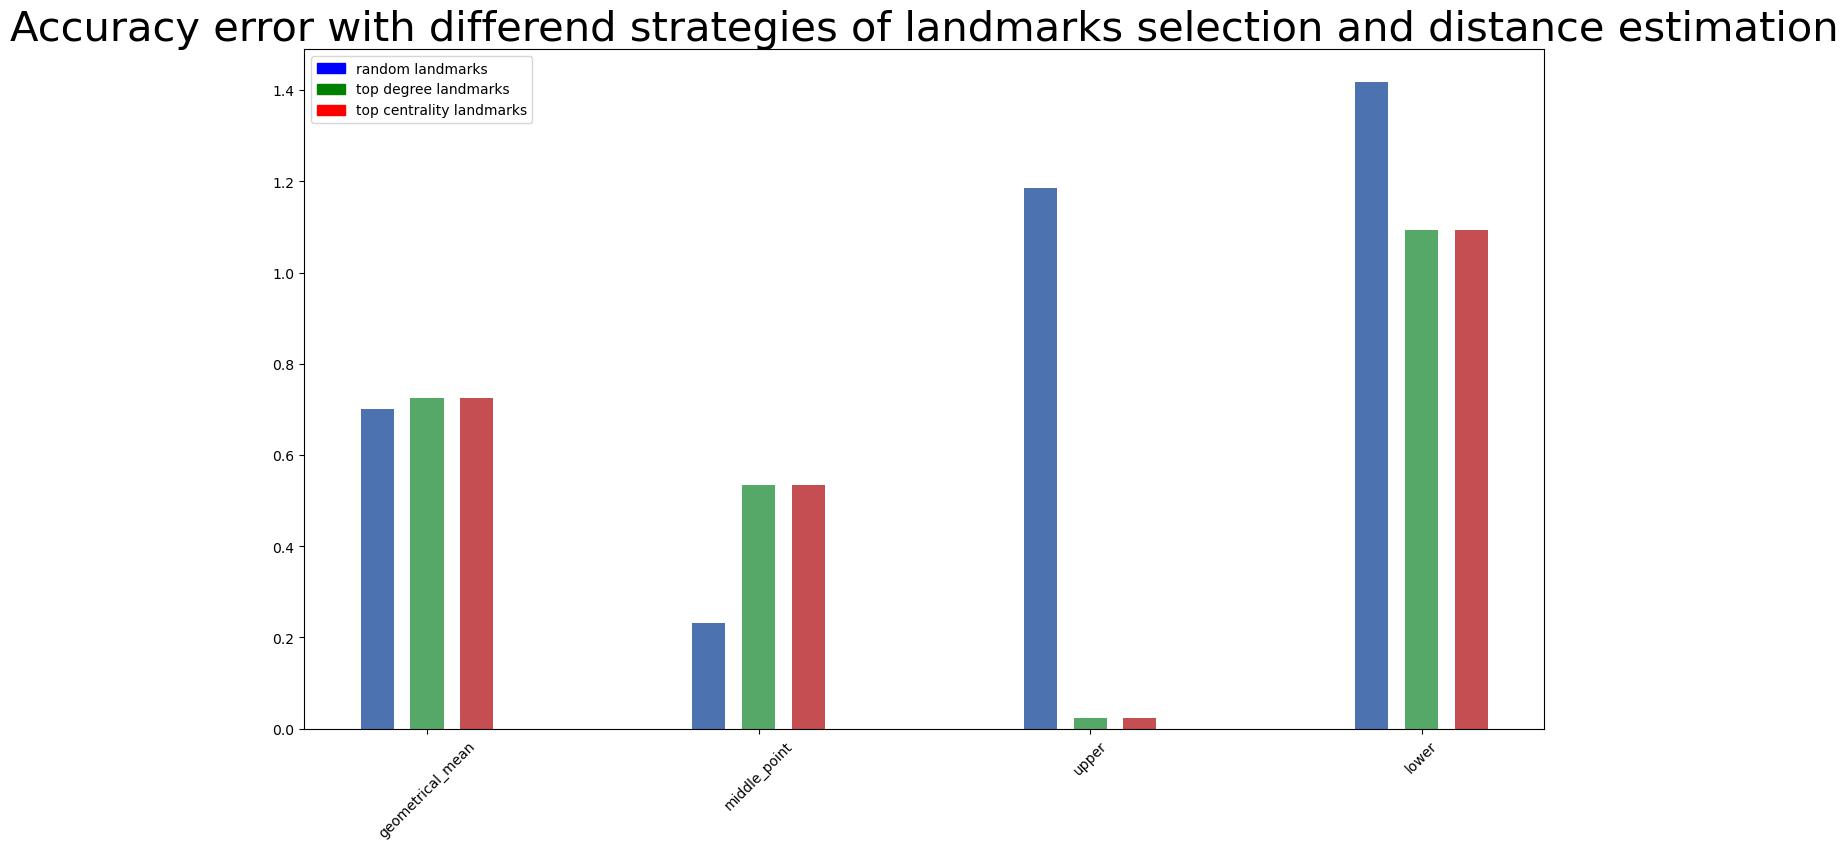 Accuracy error with differend strategies of landmarks selection and distance estimation
random landmarks
top degree landmarks
top centrality landmarks
1.4
1.2
1.0
0.8
0.6
0.4
0.2
0.0
geometrical_mean
middle_point
upper
lower